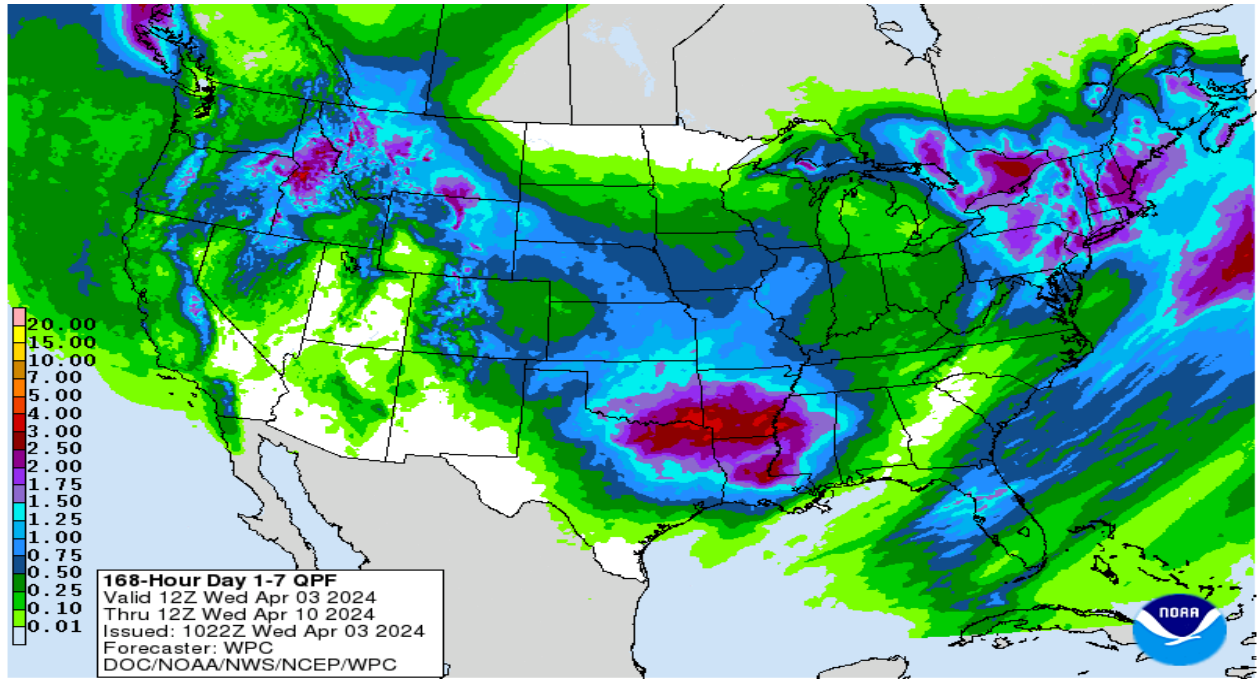 20.00
15.00
10.00
7.00
5.00
4.00
3.00
2.50
2.00
1.75
1.50
1.25
1.00
0.75
0.50
0.25
0.10
0.01
168-Hour Day 1-7 QPF
Valid 12Z Wed Apr 03 2024
Thru 12Z Wed Apr 10 2024
Issued: 1022Z Wed Apr 03 2024
Forecaster: WPC
DOC/NOAA/NWS/NCEP/WPC
NOAA